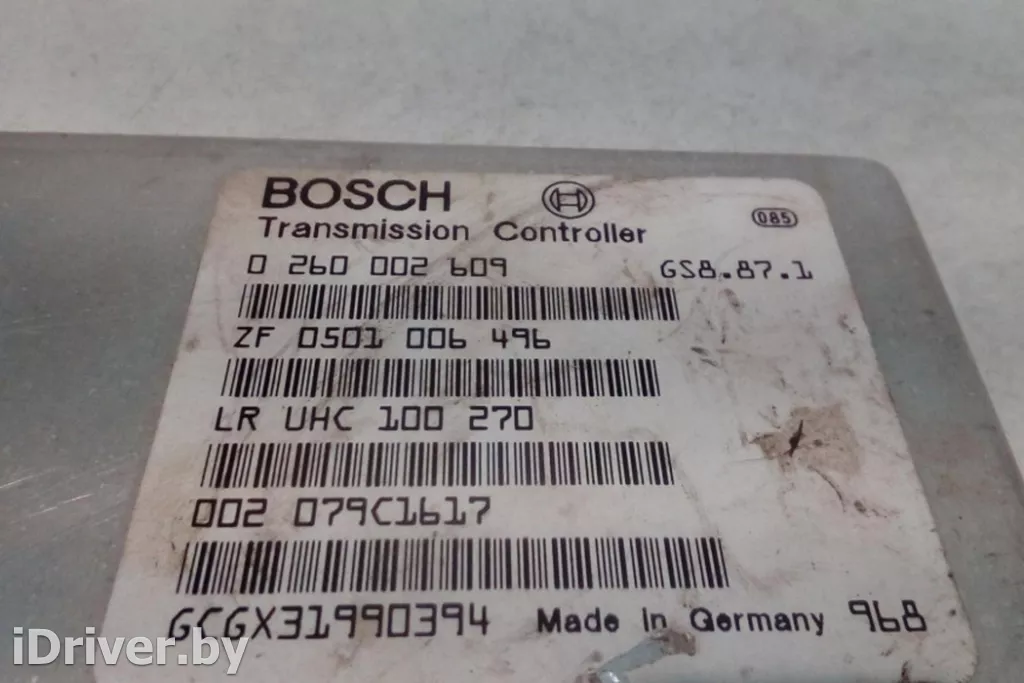 BOSCH
Transmission Controller
085
0 260 002 609 GS8.87.1
ZF 0501 006 496
LR UHC 100 270
002 079C1617
GCGX31990394 Made in Germany 968
iDriver.by